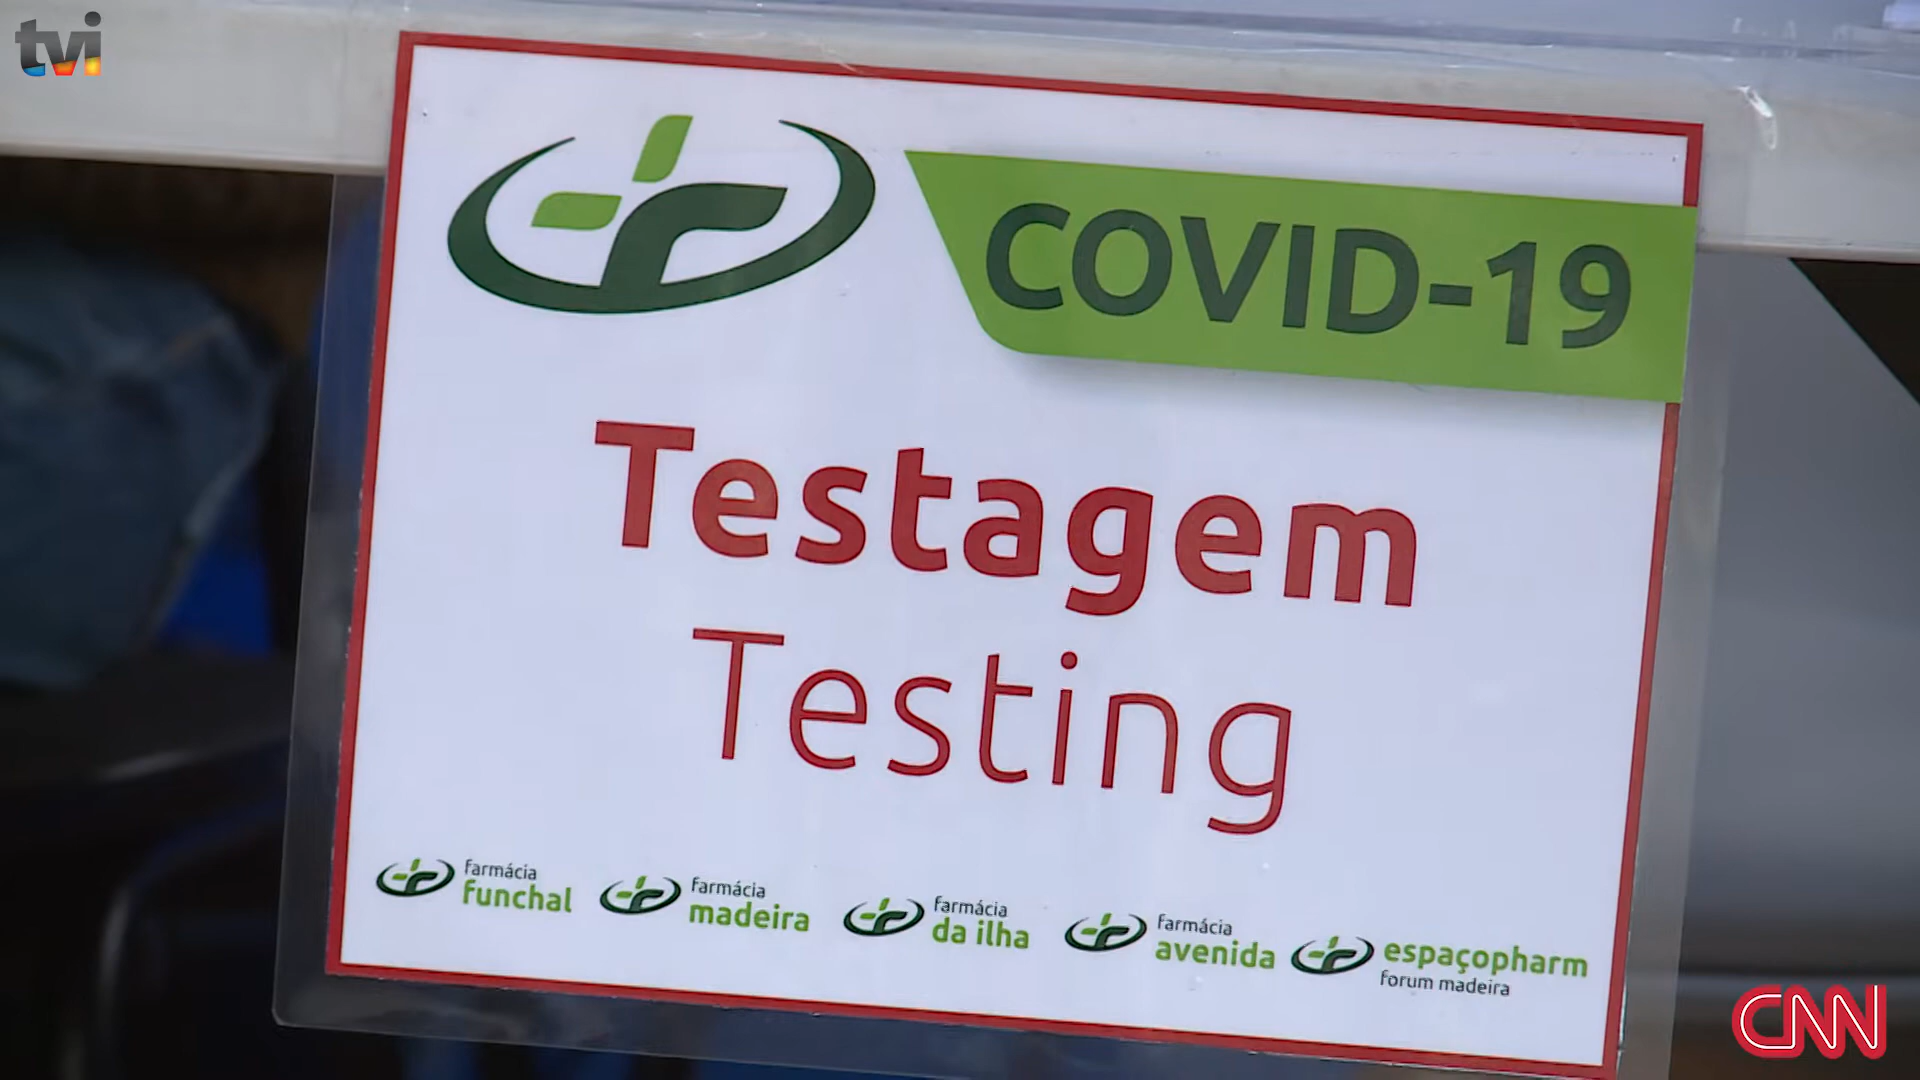 tvi
COVID-19
Testagem
Testing
farmácia
funchal
farmácia
madeira
farmácia
da ilha
farmácia
avenida
espaçopharm
forum madeira
CNN